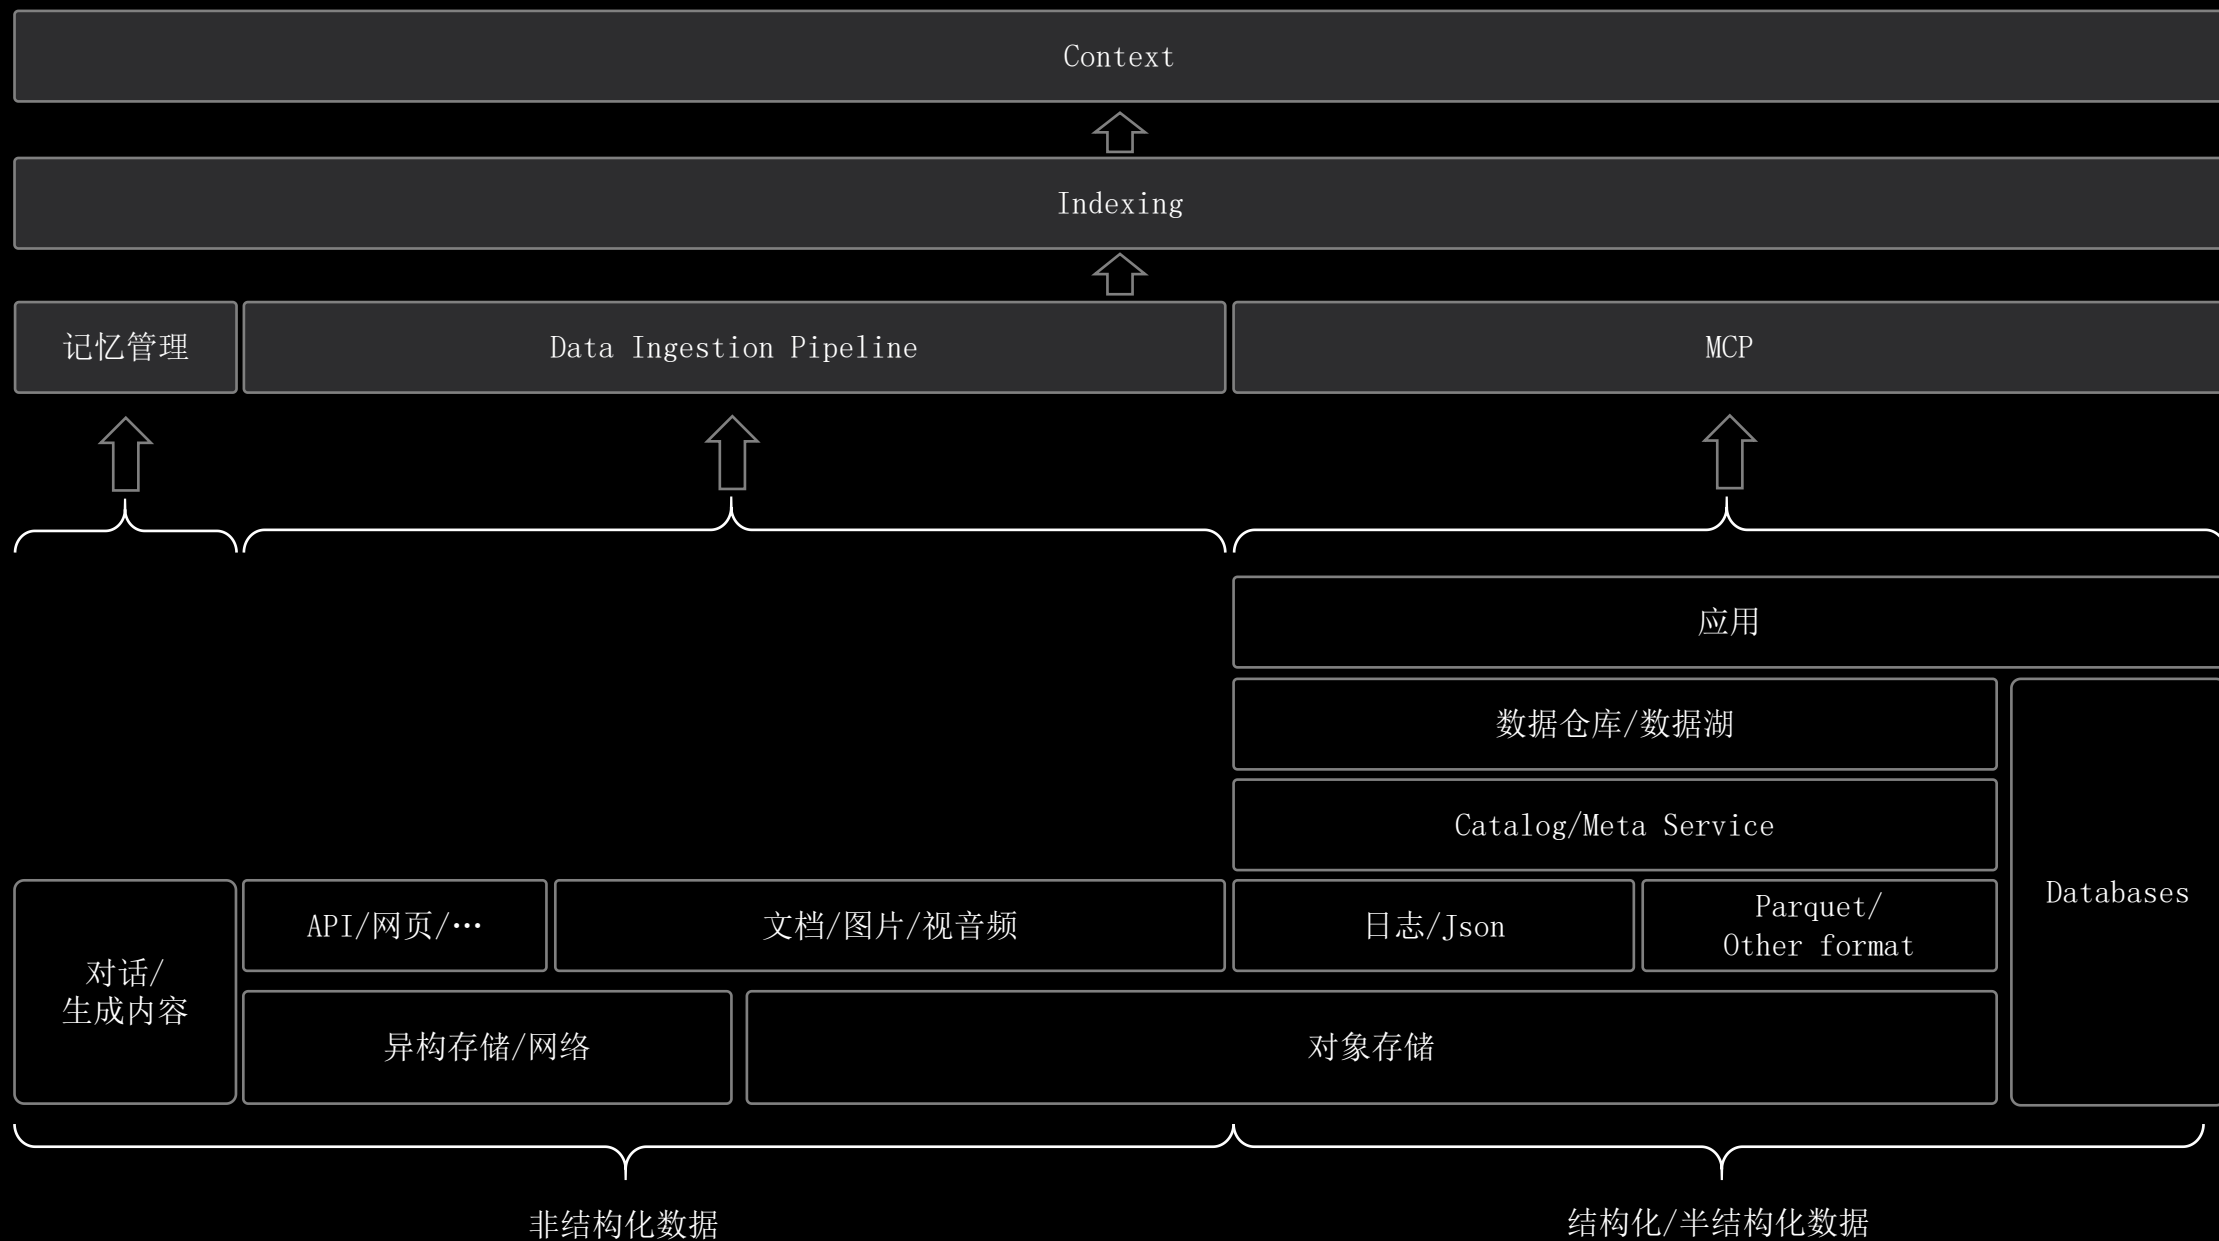 Context
Indexing
记忆管理
Data Ingestion Pipeline
MCP
应用
数据仓库/数据湖
Catalog/Meta Service
Databases
API/网页/…
文档/图片/视音频
日志/Json
Parquet/
Other format
对话/
生成内容
异构存储/网络
对象存储
非结构化数据
结构化/半结构化数据